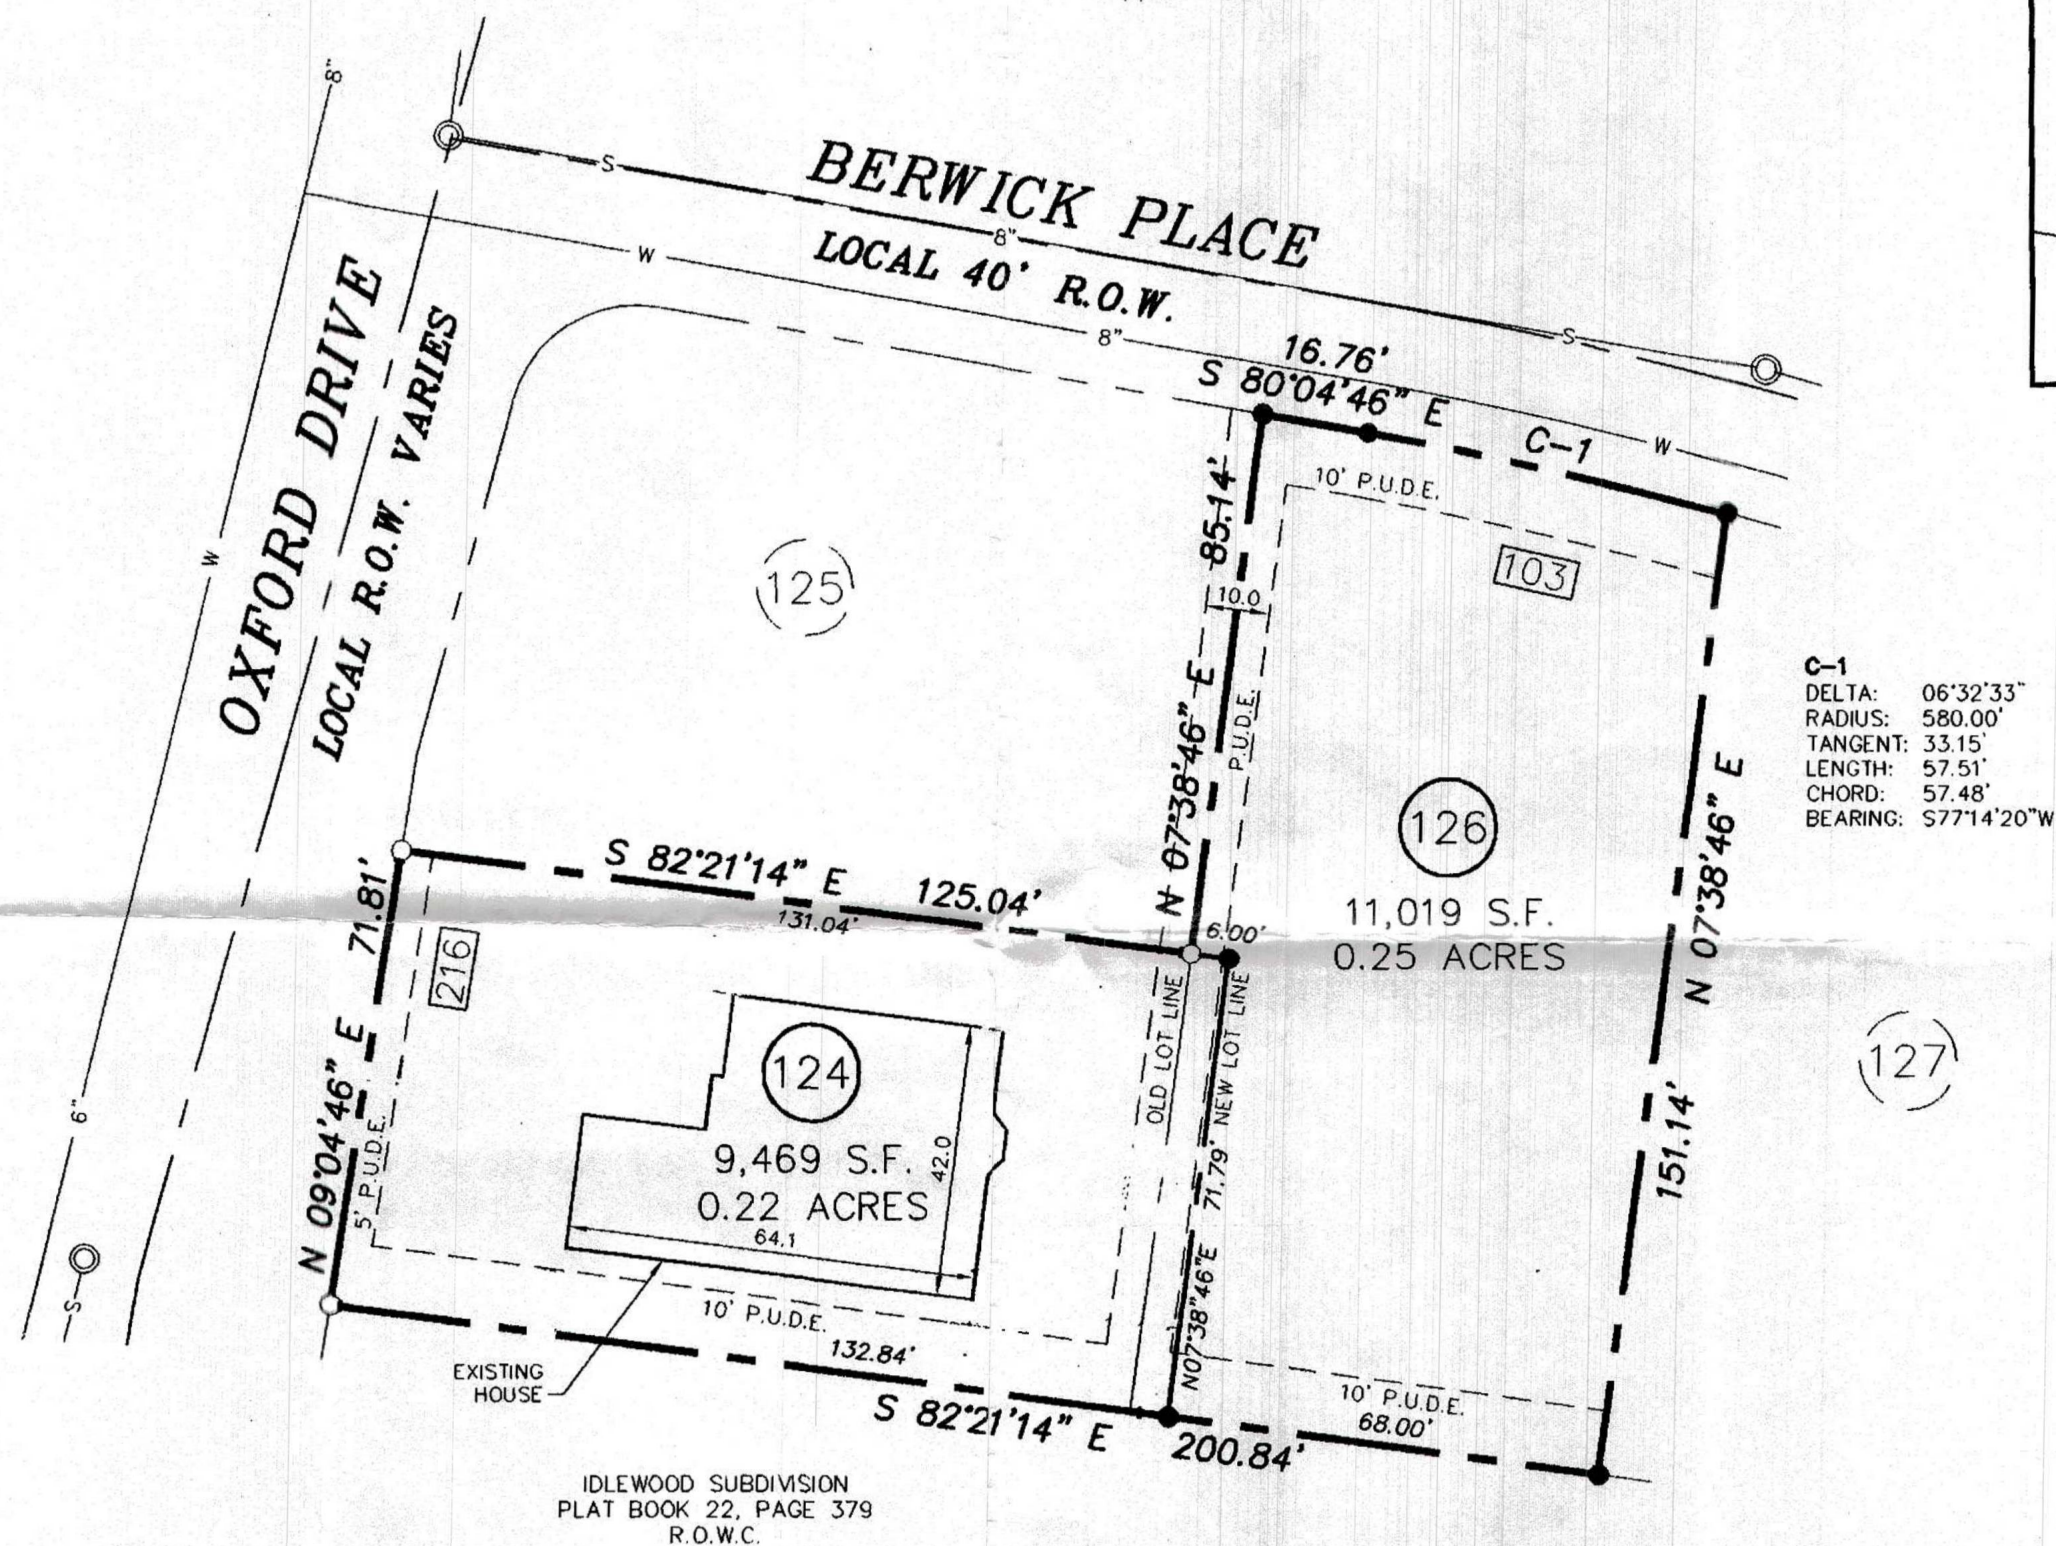 8"
S
BERWICK PLACE
8"
LOCAL 40' R.O.W.
W
8"
S
16.76'
S 80°04'46" E
C-1
W
OXFORD DRIVE
LOCAL R.O.W. VARIES
W
10' P.U.D.E.
103
85.14'
N 07°38'46" E
10.0
P.U.D.E.
125
C-1
DELTA: 06°32'33"
RADIUS: 580.00'
TANGENT: 33.15'
LENGTH: 57.51'
CHORD: 57.48'
BEARING: S77°14'20"W
126
11,019 S.F.
0.25 ACRES
N 07°38'46" E
151.14'
127
71.81'
N 09°04'46" E
S 82°21'14" E 125.04'
131.04'
6.00'
216
OLD LOT LINE
NEW LOT LINE
71.79'
N07°38"46"E
124
9,469 S.F.
0.22 ACRES
42.0
64.1
5' P.U.D.E.
6"
S
10' P.U.D.E.
132.84'
10' P.U.D.E.
68.00'
EXISTING
HOUSE
S 82°21'14" E 200.84'
IDLEWOOD SUBDIVISION
PLAT BOOK 22, PAGE 379
R.O.W.C.